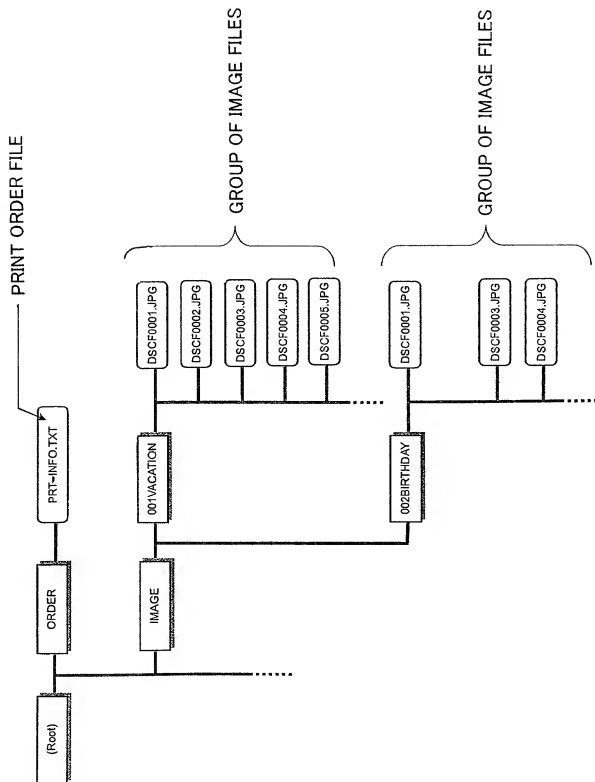 PRINT ORDER FILE
(Root)
ORDER
PRT-INFO.TXT
IMAGE
001VACATION
DSCF0001.JPG
DSCF0002.JPG
DSCF0003.JPG
DSCF0004.JPG
DSCF0005.JPG
GROUP OF IMAGE FILES
002BIRTHDAY
DSCF0001.JPG
DSCF0003.JPG
DSCF0004.JPG
GROUP OF IMAGE FILES